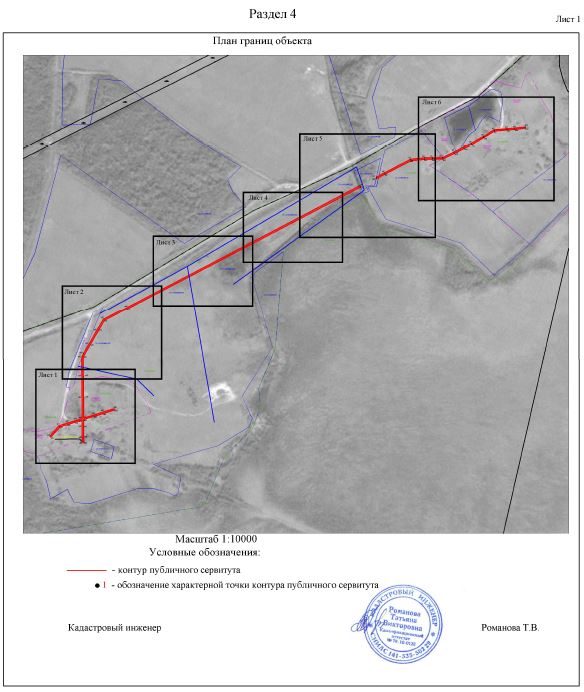 Раздел 4
Лист 1
План границ объекта
Лист 6
Лист 5
Лист 4
Лист 3
Лист 2
Лист 1
Масштаб 1:10000
Условные обозначения:
- контур публичного сервитута
● 1 - обозначение характерной точки контура публичного сервитута
Кадастровый инженер
КАДАСТРОВЫЙ ИНЖЕНЕР
Романова
Татьяна
Викторовна
Романова Т.В.